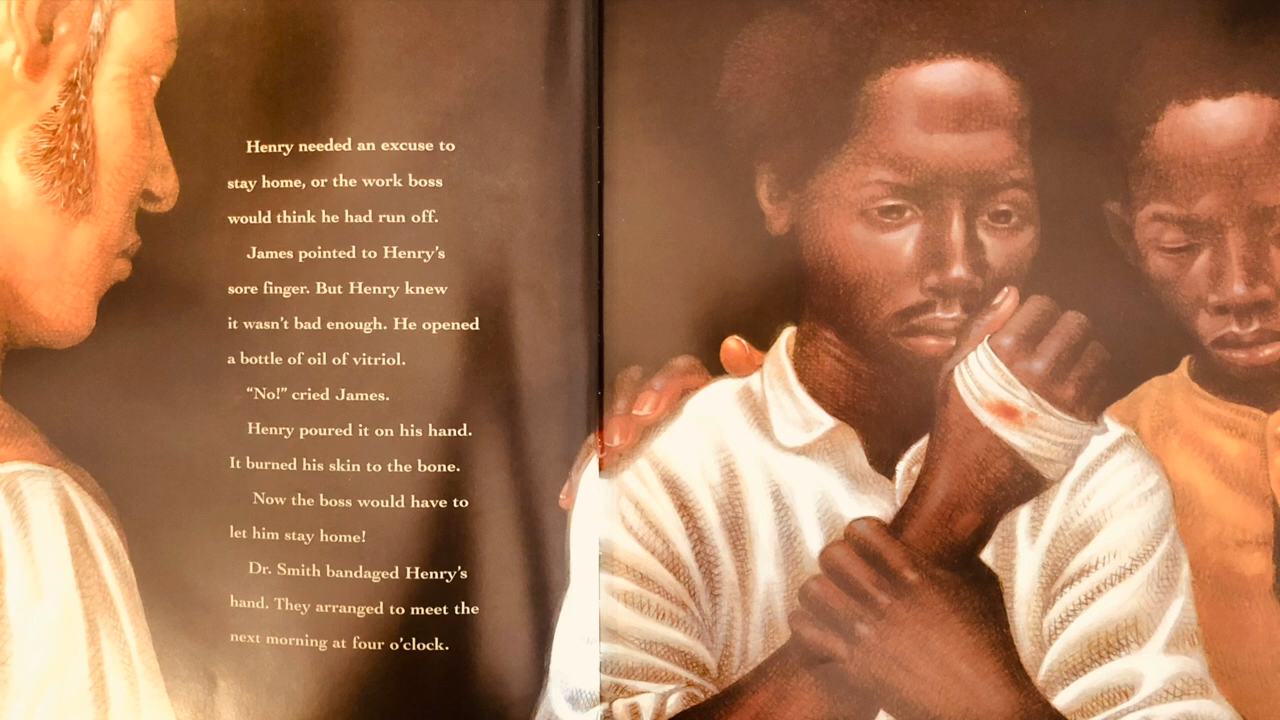 Henry needed an excuse to
stay home, or the work boss
would think he had run off.
James pointed to Henry’s
sore finger. But Henry knew
it wasn’t bad enough. He opened
a bottle of oil of vitriol.
“No!” cried James.
Henry poured it on his hand.
It burned his skin to the bone.
Now the boss would have to
let him stay home!
Dr. Smith bandaged Henry’s
hand. They arranged to meet the
next morning at four o’clock.